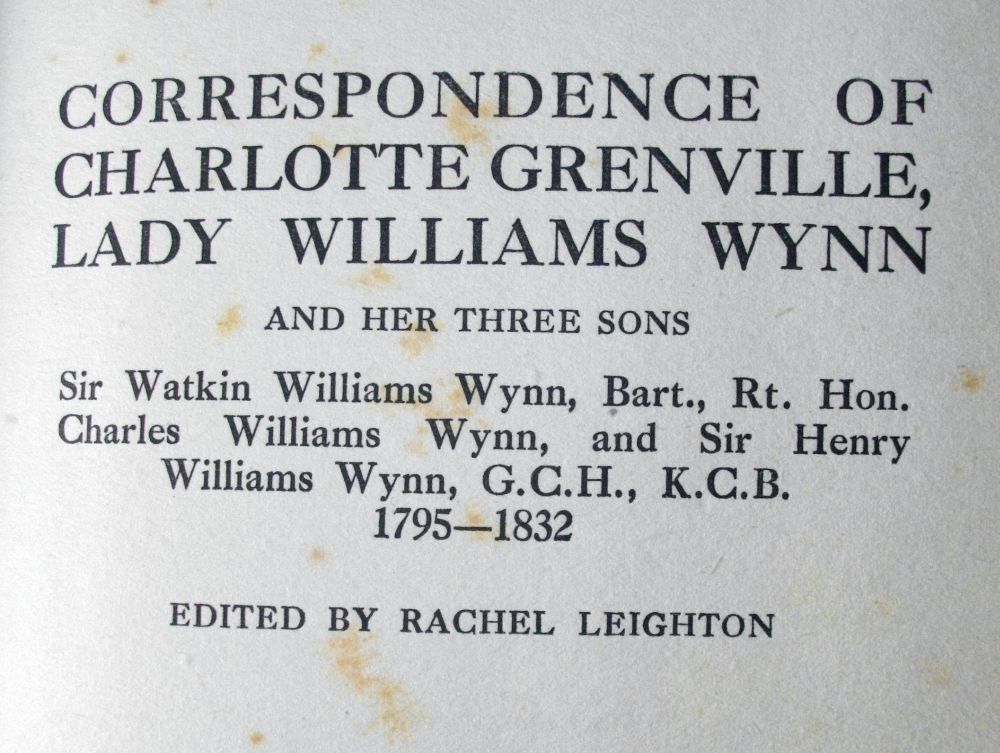 CORRESPONDENCE OF
CHARLOTTE GRENVILLE,
LADY WILLIAMS WYNN
AND HER THREE SONS
Sir Watkin Williams Wynn, Bart., Rt. Hon.
Charles Williams Wynn, and Sir Henry
Williams Wynn, G.C.H., K.C.B.
1795—1832
EDITED BY RACHEL LEIGHTON